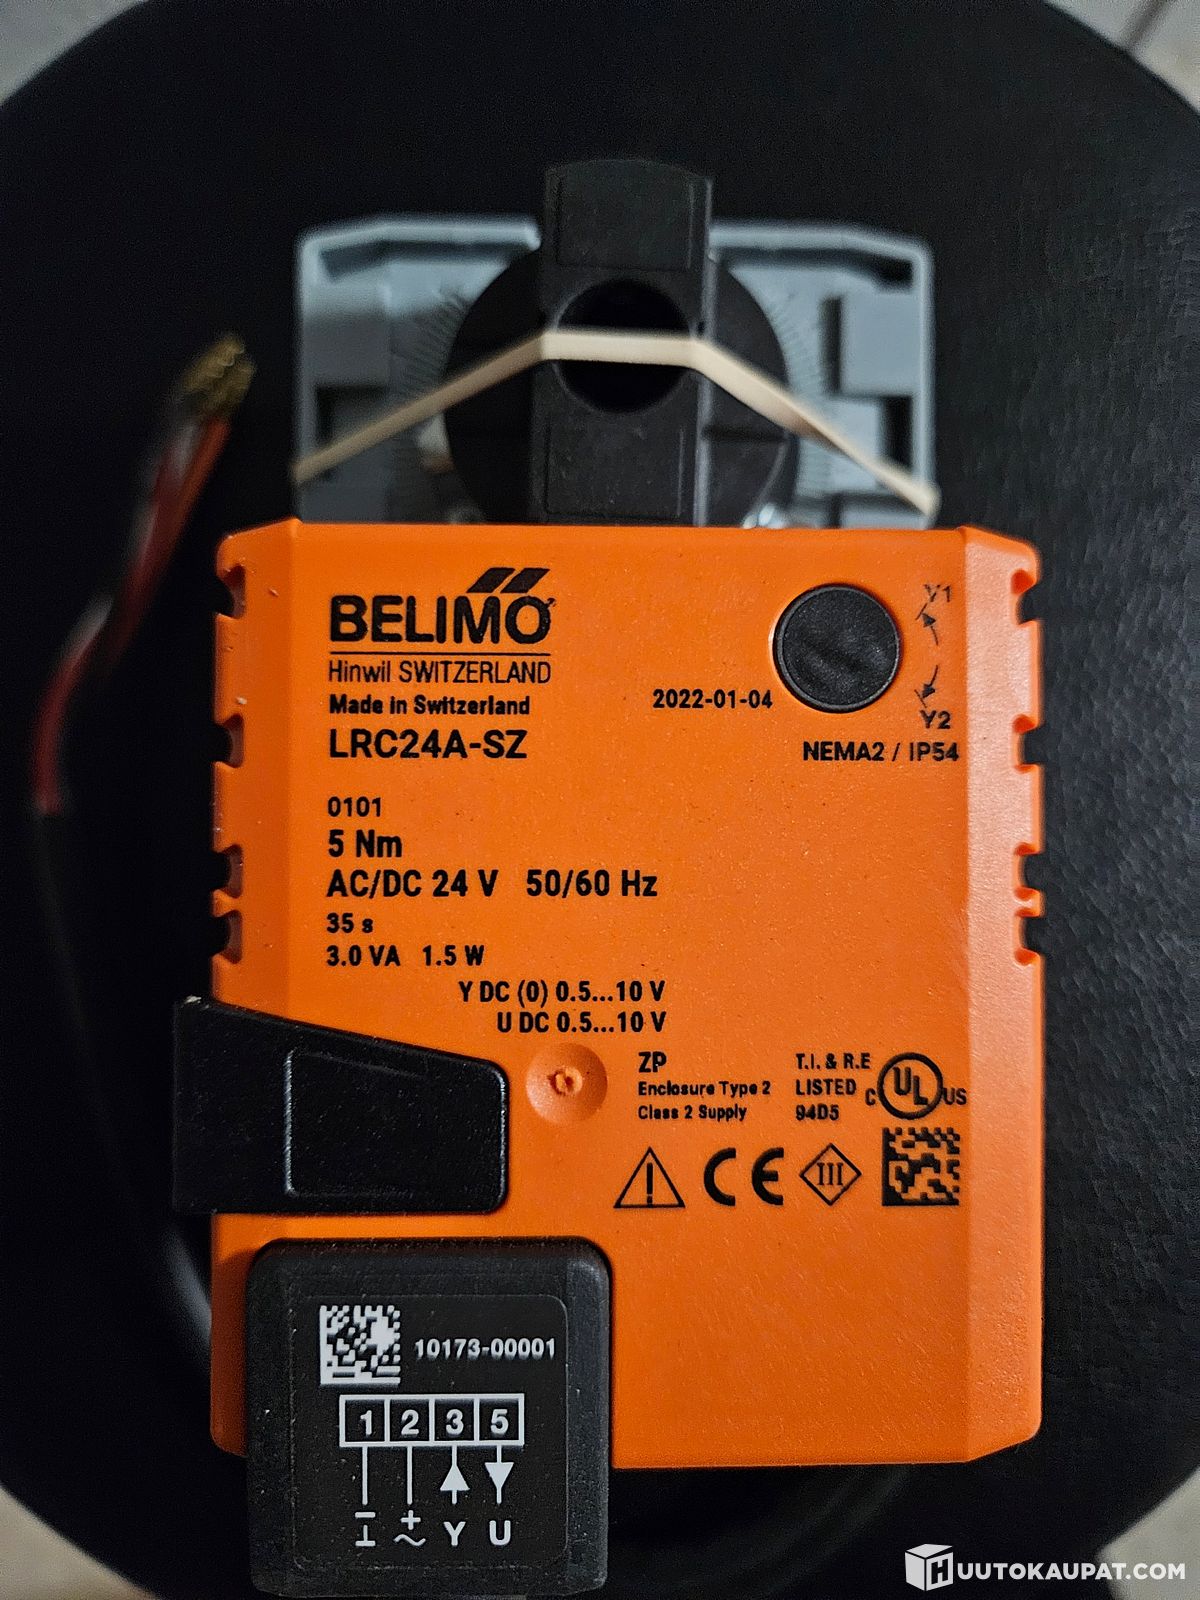 BELIMO
Hinwil SWITZERLAND
Made in Switzerland
LRC24A-SZ
2022-01-04
Y1
Y2
NEMA2 / IP54
0101
5 Nm
AC/DC 24 V 50/60 Hz
35 s
3.0 VA 1.5 W
Y DC (0) 0.5...10 V
U DC 0.5...10 V
ZP
Enclosure Type 2
Class 2 Supply
T.I. & R.E
LISTED
94D5
C UL US
CE
III
10173-00001
1 2 3 5
⊥ ~ Y U
HUUTOKAUPAT.COM